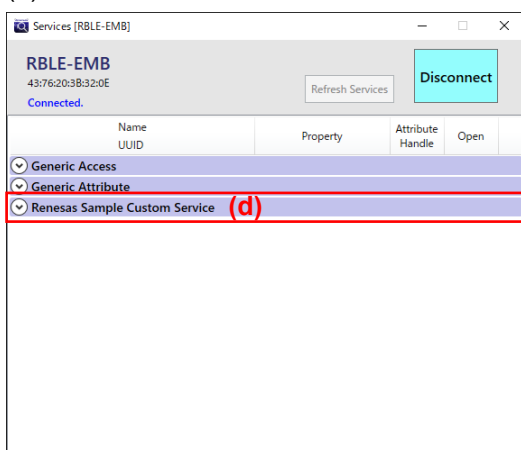 Services [RBLE-EMB]
RBLE-EMB
43:76:20:3B:32:0E
Connected.
Refresh Services
Disconnect
Name
UUID
Property
Attribute
Handle
Open
Generic Access
Generic Attribute
Renesas Sample Custom Service (d)